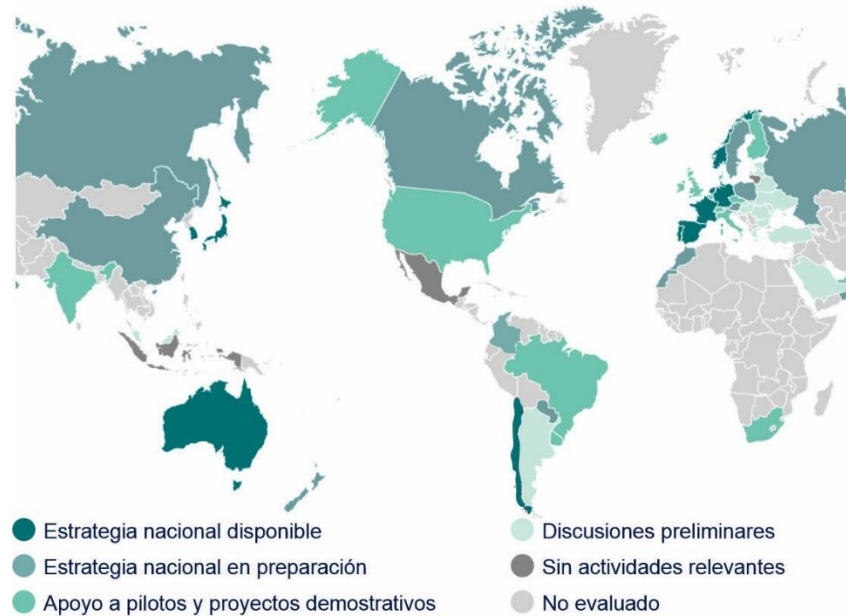 Estrategia nacional disponible
Estrategia nacional en preparación
Apoyo a pilotos y proyectos demostrativos
Discusiones preliminares
Sin actividades relevantes
No evaluado